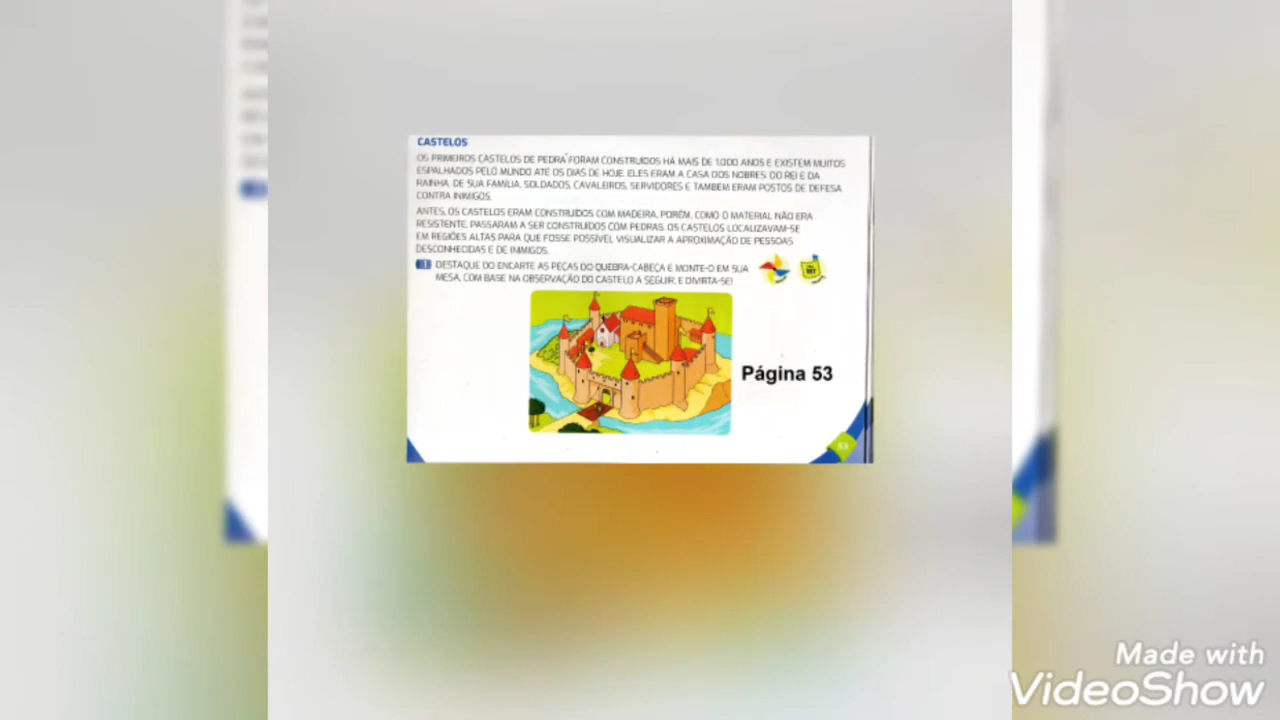 CASTELOS
OS PRIMEIROS CASTELOS DE PEDRA FORAM CONSTRUÍDOS HÁ MAIS DE 1.000 ANOS E EXISTEM MUITOS
ESPALHADOS PELO MUNDO ATÉ OS DIAS DE HOJE. ELES ERAM A CASA DOS NOBRES: DO REI E DA
RAINHA, DE SUA FAMÍLIA, SOLDADOS, CAVALEIROS, SERVIDORES E TAMBÉM ERAM POSTOS DE DEFESA
CONTRA INIMIGOS.
ANTES, OS CASTELOS ERAM CONSTRUÍDOS COM MADEIRA, PORÉM, COMO O MATERIAL NÃO ERA
RESISTENTE, PASSARAM A SER CONSTRUÍDOS COM PEDRAS. OS CASTELOS LOCALIZAVAM-SE
EM REGIÕES ALTAS PARA QUE FOSSE POSSÍVEL VISUALIZAR A APROXIMAÇÃO DE PESSOAS
DESCONHECIDAS E DE INIMIGOS.
1 DESTAQUE DO ENCARTE AS PEÇAS DO QUEBRA-CABEÇA E MONTE-O EM SUA
MESA, COM BASE NA OBSERVAÇÃO DO CASTELO A SEGUIR, E DIVIRTA-SE!
Página 53
53
Made with
VideoShow